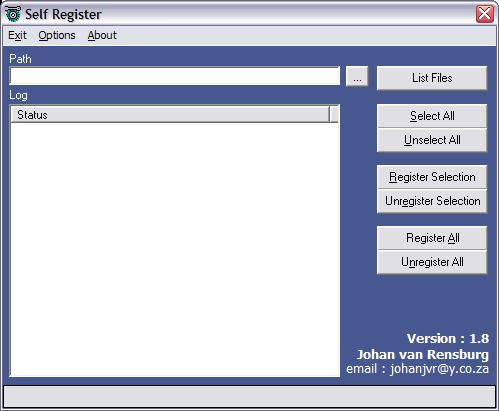 Self Register
Exit Options About
Path
...
List Files
Log
Status
Select All
Unselect All
Register Selection
Unregister Selection
Register All
Unregister All
Version : 1.8
Johan van Rensburg
email : johanjvr@y.co.za